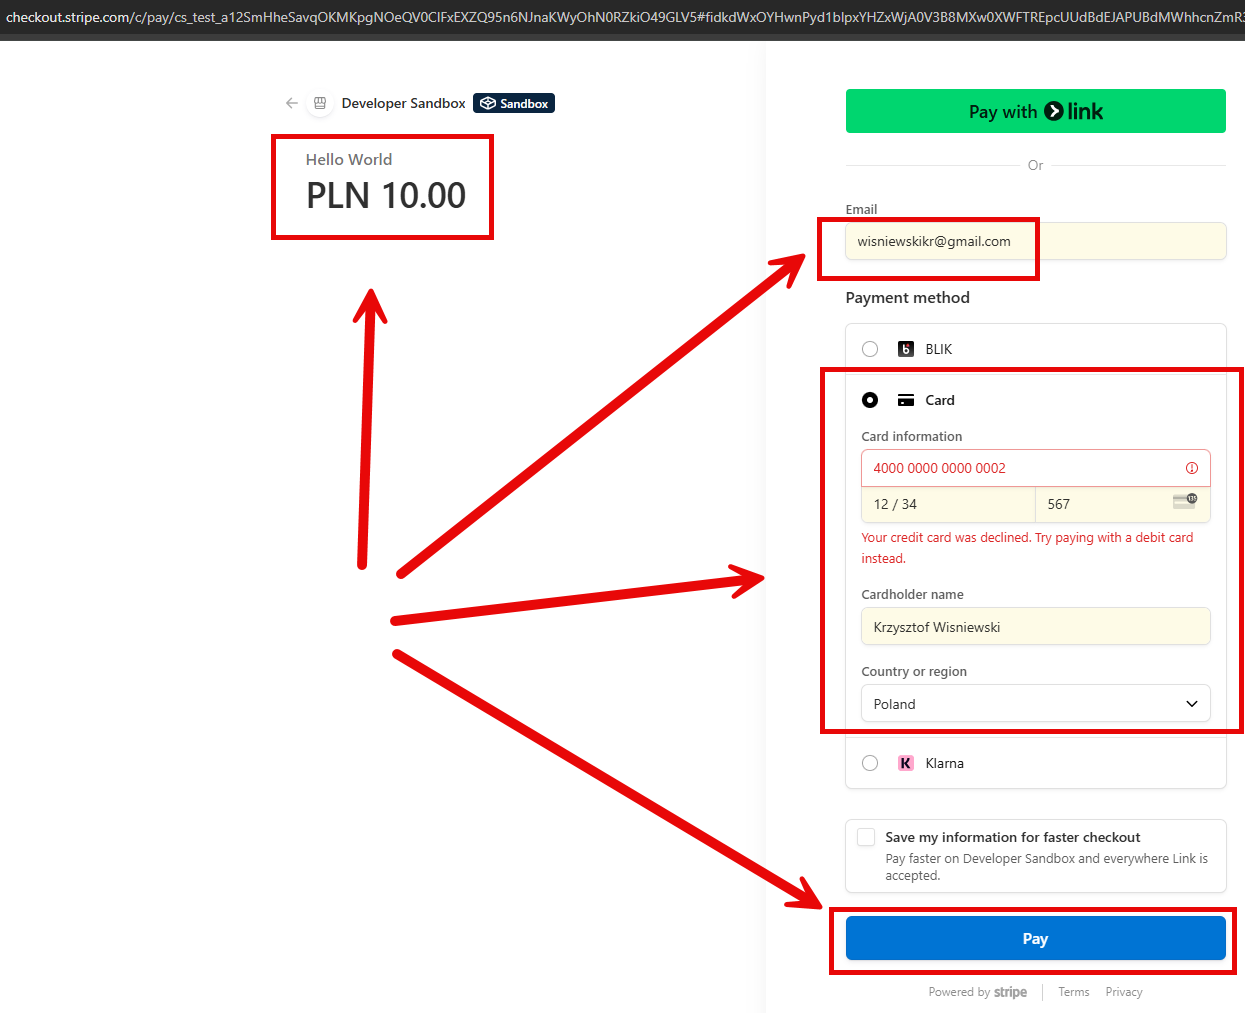 checkout.stripe.com/c/pay/cs_test_a12SmHheSavqOKMKpgNOeQV0ClFxEXZQ95n6NJnaKWyOhN0RZkiO49GLV5#fidkdWxOYHwnPyd1blpxYHZxWjA0V3B8MXw0XWFTREpcUUdBdEJAPUBdMWhhcnZmR3
Developer Sandbox Sandbox
Hello World
PLN 10.00
Pay with link
Or
Email
wisniewskikr@gmail.com
Payment method
BLIK
Card
Card information
4000 0000 0000 0002
12 / 34 567
Your credit card was declined. Try paying with a debit card
instead.
Cardholder name
Krzysztof Wisniewski
Country or region
Poland
K Klarna
Save my information for faster checkout
Pay faster on Developer Sandbox and everywhere Link is
accepted.
Pay
Powered by stripe Terms Privacy